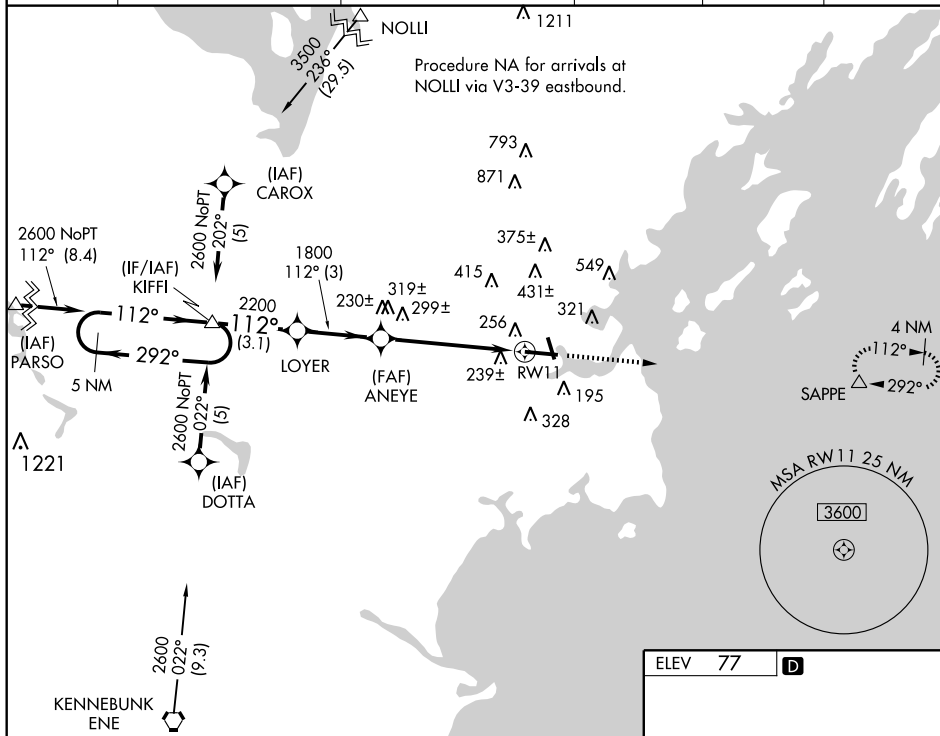 NOLLI
1211
3500
236°
(29.5)
Procedure NA for arrivals at
NOLLI via V3-39 eastbound.
793
871
(IAF)
CAROX
2600 NoPT
202°
(5)
2600 NoPT
112° (8.4)
(IF/IAF)
KIFFI
1800
112° (3)
375±
415
431±
549
319±
230±
299±
321
256
112°
2200
112°
(3.1)
(IAF)
PARSO
292°
5 NM
LOYER
(FAF)
ANEYE
239±
RW11
195
328
4 NM
112°
292°
SAPPE
2600 NoPT
022°
(5)
1221
(IAF)
DOTTA
MSA RW11 25 NM
3600
2600
022°
(9.3)
KENNEBUNK
ENE
ELEV 77 D